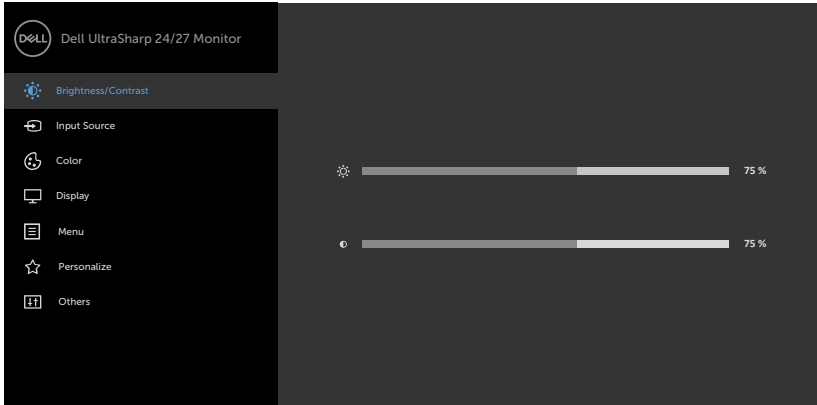 DELL Dell UltraSharp 24/27 Monitor
Brightness/Contrast
Input Source
Color
75 %
Display
Menu
75 %
Personalize
Others